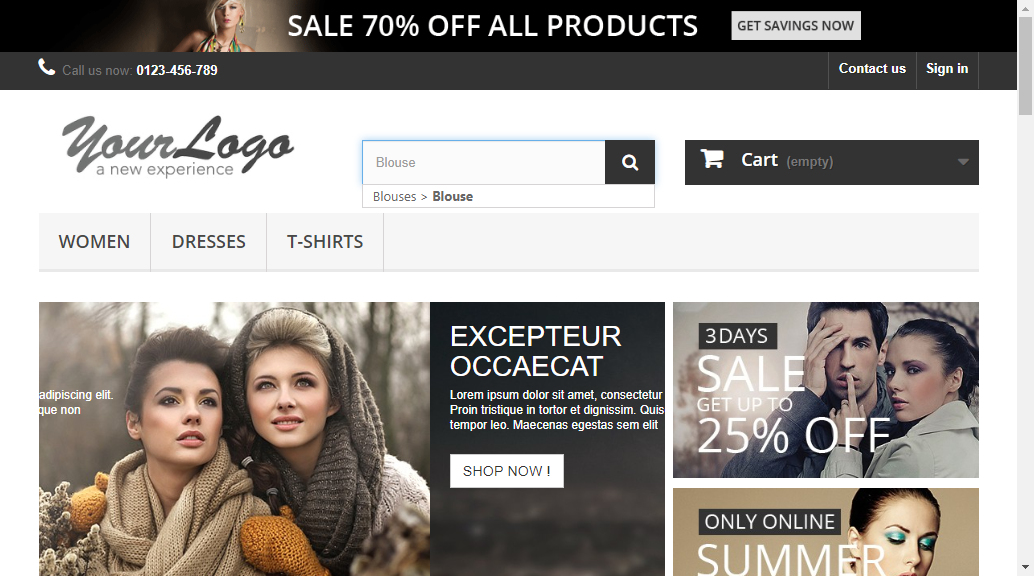 SALE 70% OFF ALL PRODUCTS
GET SAVINGS NOW
Call us now: 0123-456-789
Contact us
Sign in
YourLogo
a new experience
Blouse
Cart (empty)
Blouses > Blouse
WOMEN
DRESSES
T-SHIRTS
adipiscing elit.
que non
EXCEPTEUR
OCCAECAT
Lorem ipsum dolor sit amet, consectetur
Proin tristique in tortor et dignissim. Quis
tempor leo. Maecenas egestas sem elit
SHOP NOW !
3 DAYS
SALE
GET UP TO
25% OFF
ONLY ONLINE
SUMMER